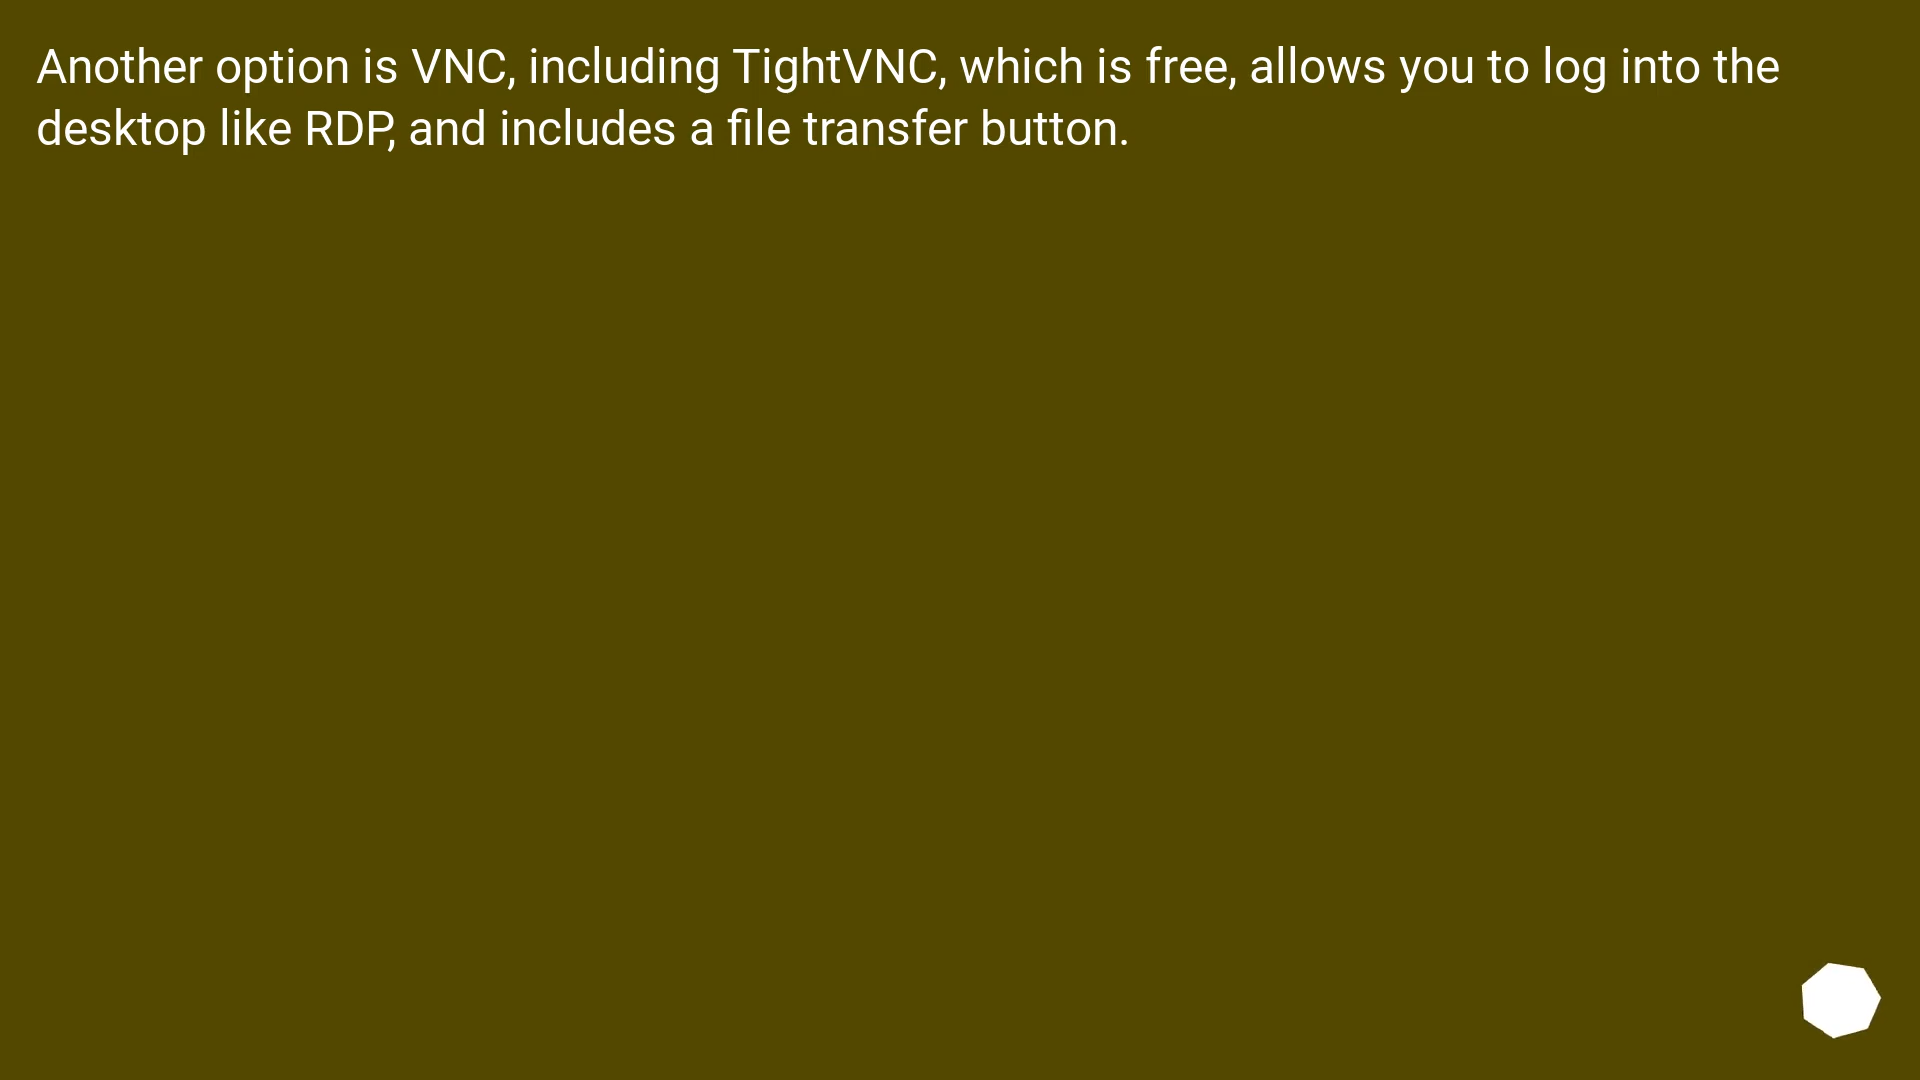 Another option is VNC, including TightVNC, which is free, allows you to log into the
desktop like RDP, and includes a file transfer button.